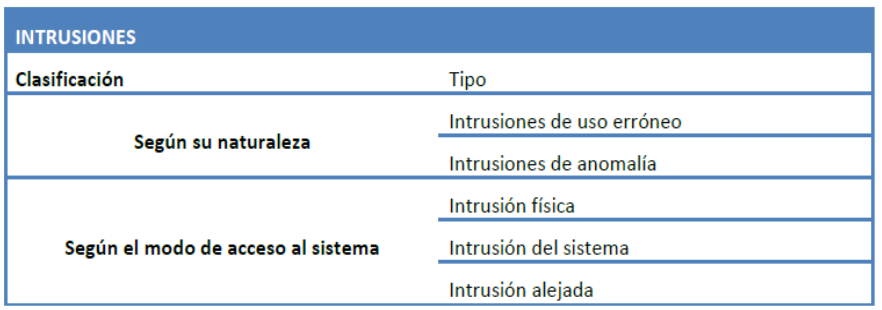 INTRUSIONES
Clasificación Tipo
Según su naturaleza
Intrusiones de uso erróneo
Intrusiones de anomalía
Según el modo de acceso al sistema
Intrusión física
Intrusión del sistema
Intrusión alejada